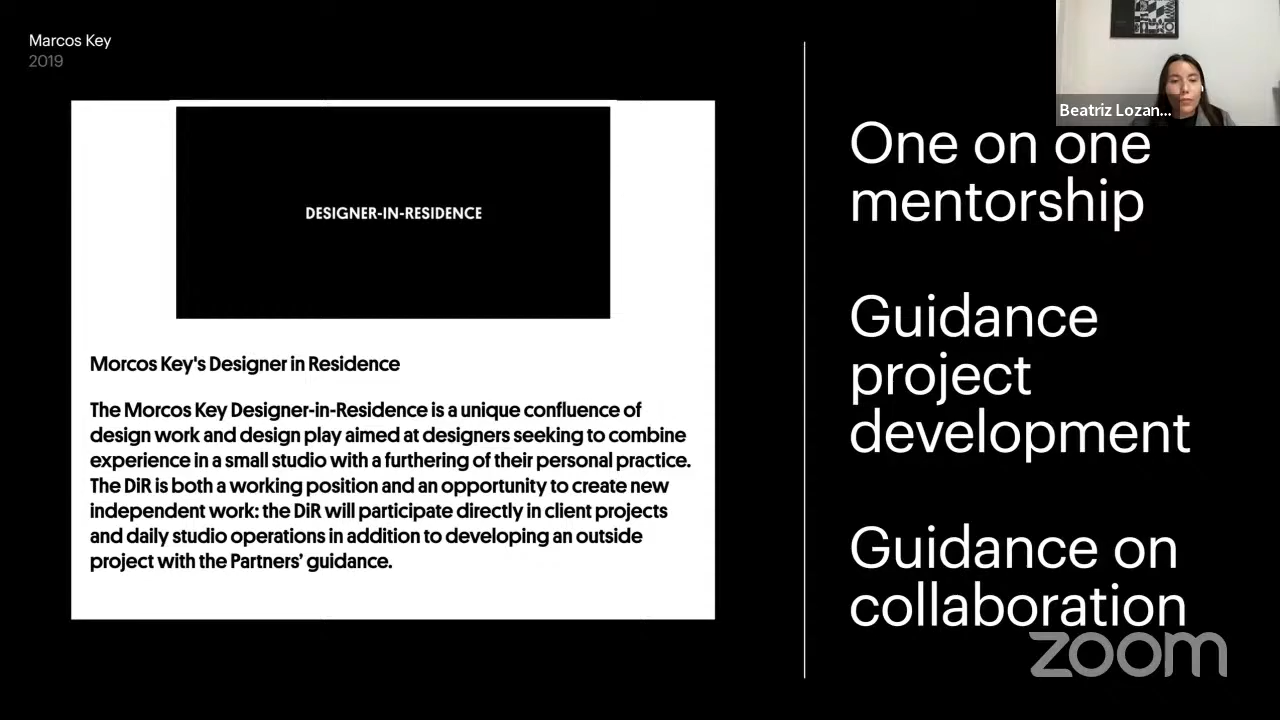 Marcos Key
2019
DESIGNER-IN-RESIDENCE
Morcos Key's Designer in Residence
The Morcos Key Designer-in-Residence is a unique confluence of
design work and design play aimed at designers seeking to combine
experience in a small studio with a furthering of their personal practice.
The DiR is both a working position and an opportunity to create new
independent work: the DiR will participate directly in client projects
and daily studio operations in addition to developing an outside
project with the Partners’ guidance.
Beatriz Lozan...
One on one
mentorship
Guidance
project
development
Guidance on
collaboration
zoom